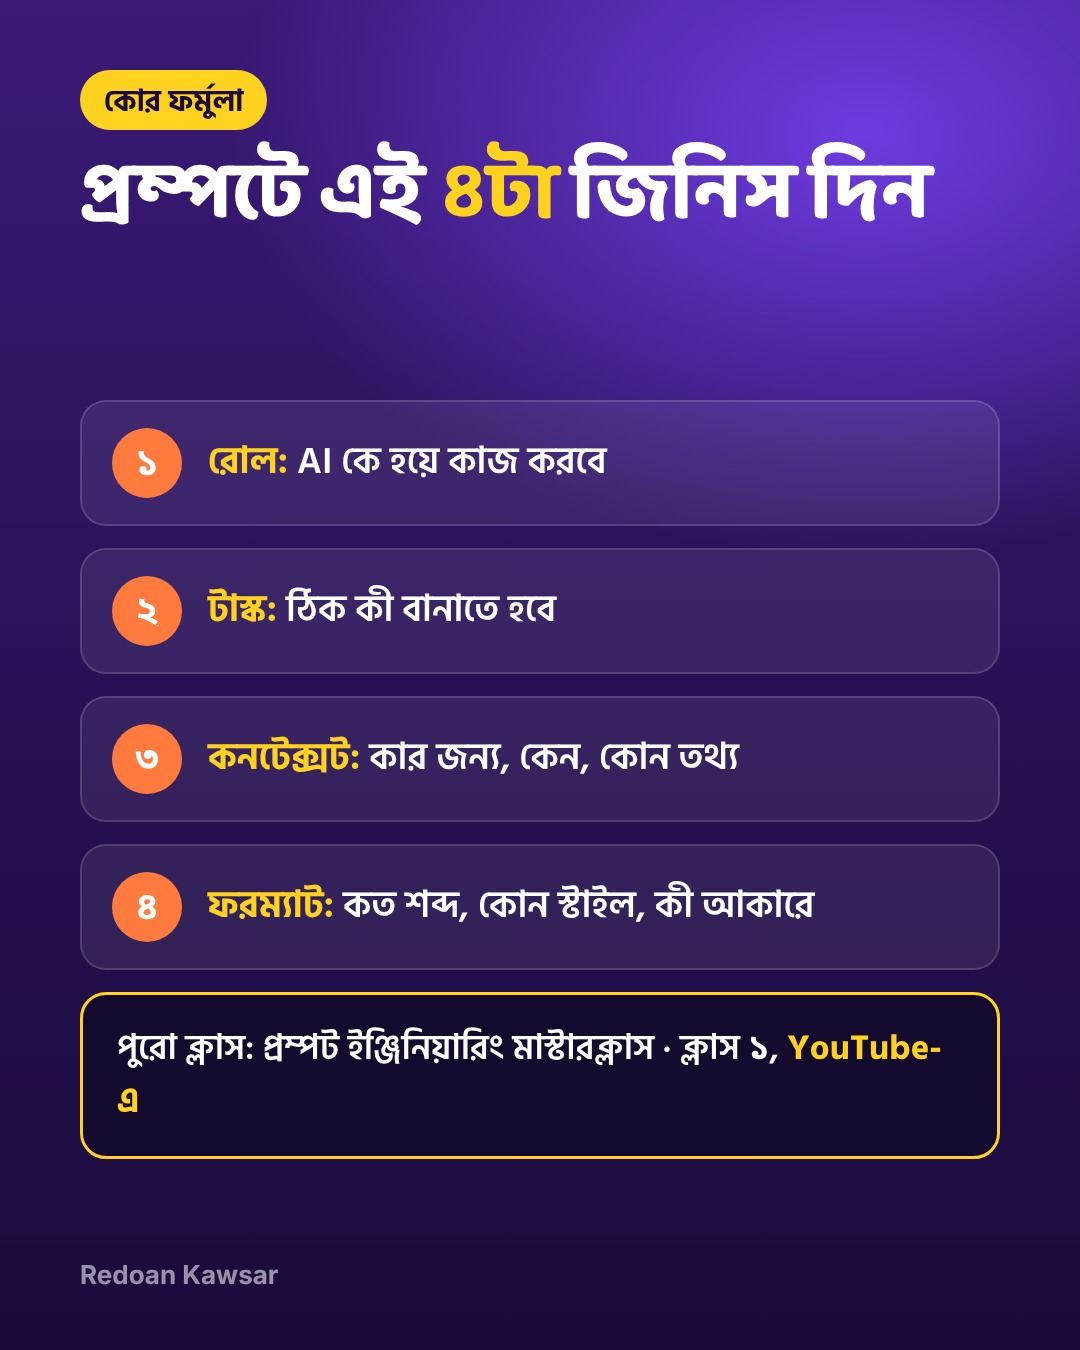 কোর ফর্মুলা
প্রম্পটে এই ৪টা জিনিস দিন
১ রোল: AI কে হয়ে কাজ করবে
২ টাস্ক: ঠিক কী বানাতে হবে
৩ কনটেক্সট: কার জন্য, কেন, কোন তথ্য
৪ ফরম্যাট: কত শব্দ, কোন স্টাইল, কী আকারে
পুরো ক্লাস: প্রম্পট ইঞ্জিনিয়ারিং মাস্টারক্লাস · ক্লাস ১, YouTube-
এ
Redoan Kawsar